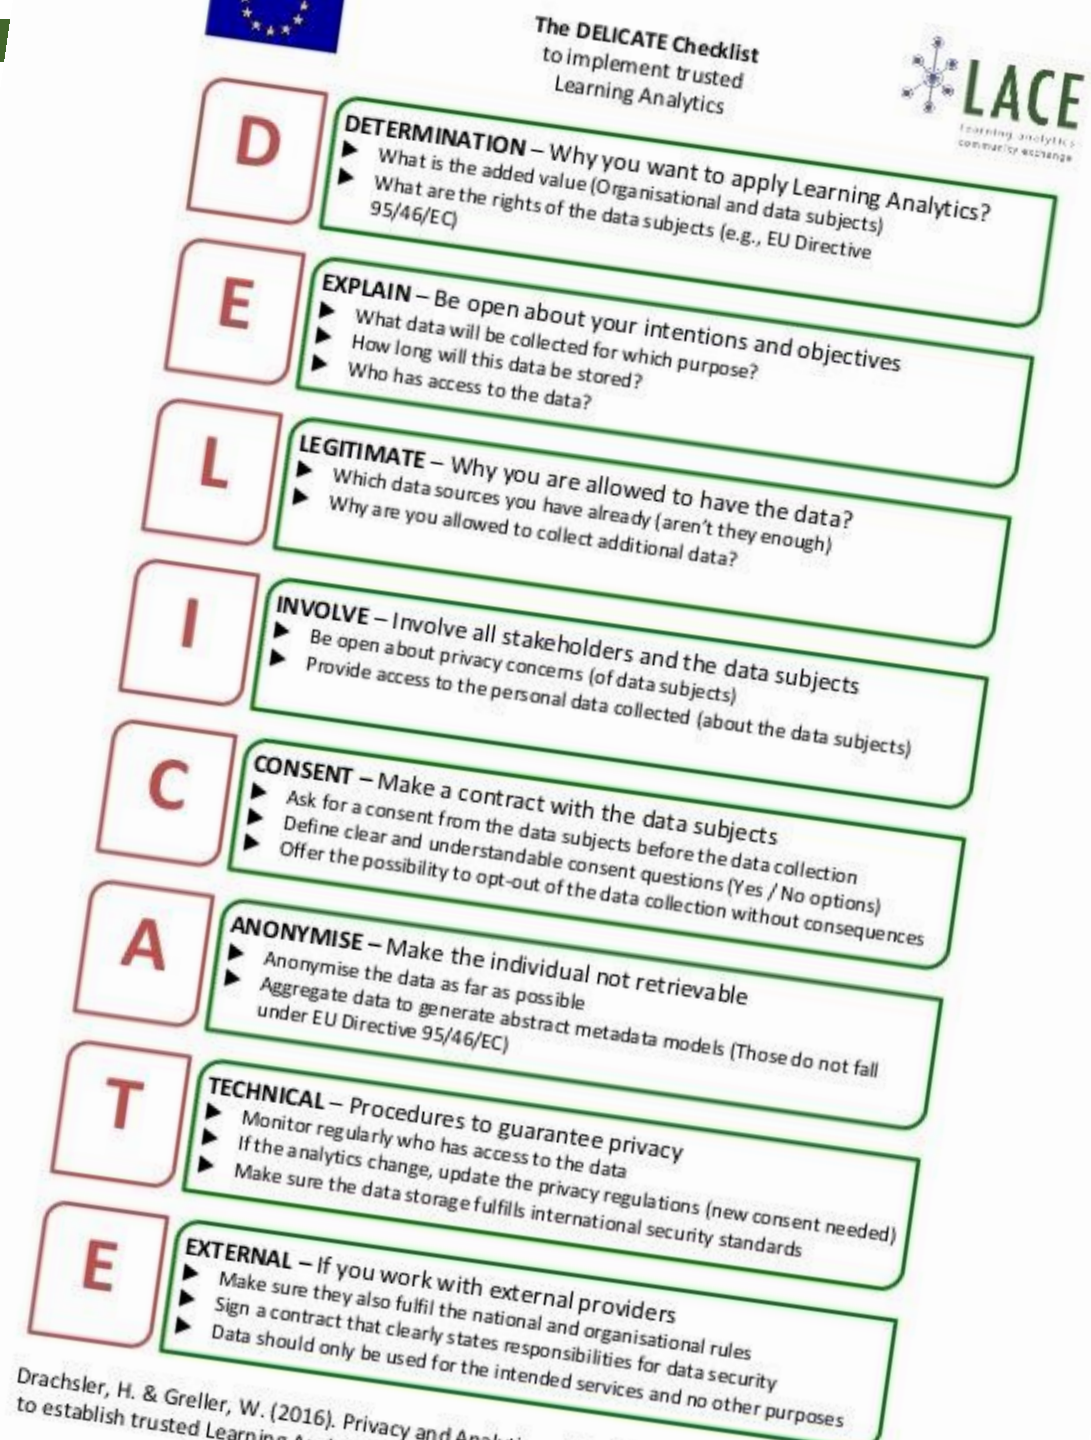 The DELICATE Checklist
to implement trusted
Learning Analytics
LACE
learning analytics
community exchange
D
DETERMINATION – Why you want to apply Learning Analytics?
▶ What is the added value (Organisational and data subjects)
▶ What are the rights of the data subjects (e.g., EU Directive
95/46/EC)
E
EXPLAIN – Be open about your intentions and objectives
▶ What data will be collected for which purpose?
▶ How long will this data be stored?
▶ Who has access to the data?
L
LEGITIMATE – Why you are allowed to have the data?
▶ Which data sources you have already (aren't they enough)
▶ Why are you allowed to collect additional data?
I
INVOLVE – Involve all stakeholders and the data subjects
▶ Be open about privacy concerns (of data subjects)
▶ Provide access to the personal data collected (about the data subjects)
C
CONSENT – Make a contract with the data subjects
▶ Ask for a consent from the data subjects before the data collection
▶ Define clear and understandable consent questions (Yes / No options)
▶ Offer the possibility to opt-out of the data collection without consequences
A
ANONYMISE – Make the individual not retrievable
▶ Anonymise the data as far as possible
▶ Aggregate data to generate abstract metadata models (Those do not fall
under EU Directive 95/46/EC)
T
TECHNICAL – Procedures to guarantee privacy
▶ Monitor regularly who has access to the data
▶ If the analytics change, update the privacy regulations (new consent needed)
▶ Make sure the data storage fulfills international security standards
E
EXTERNAL – If you work with external providers
▶ Make sure they also fulfil the national and organisational rules
▶ Sign a contract that clearly states responsibilities for data security
▶ Data should only be used for the intended services and no other purposes
Drachsler, H. & Greller, W. (2016). Privacy and
to establish trusted Learning